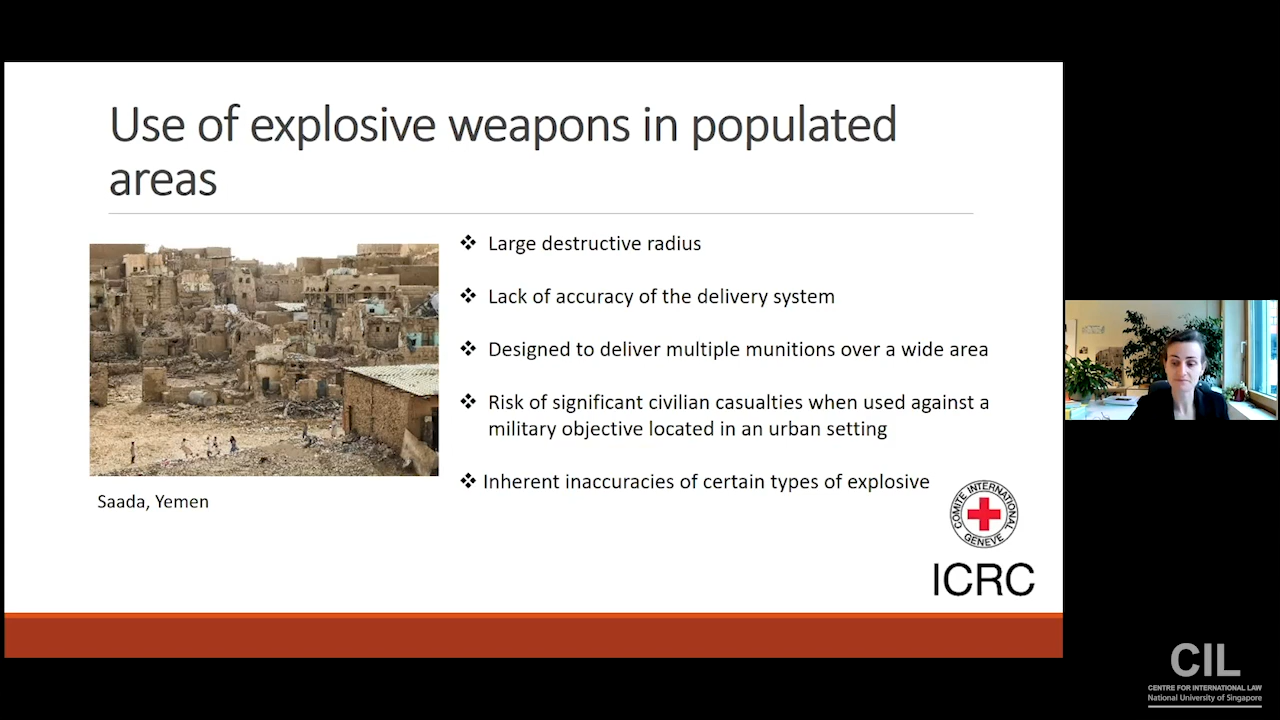 Use of explosive weapons in populated
areas
❖ Large destructive radius
❖ Lack of accuracy of the delivery system
❖ Designed to deliver multiple munitions over a wide area
❖ Risk of significant civilian casualties when used against a
military objective located in an urban setting
❖ Inherent inaccuracies of certain types of explosive
Saada, Yemen
COMITE INTERNATIONAL
GENEVE
ICRC
CIL
CENTRE FOR INTERNATIONAL LAW
National University of Singapore